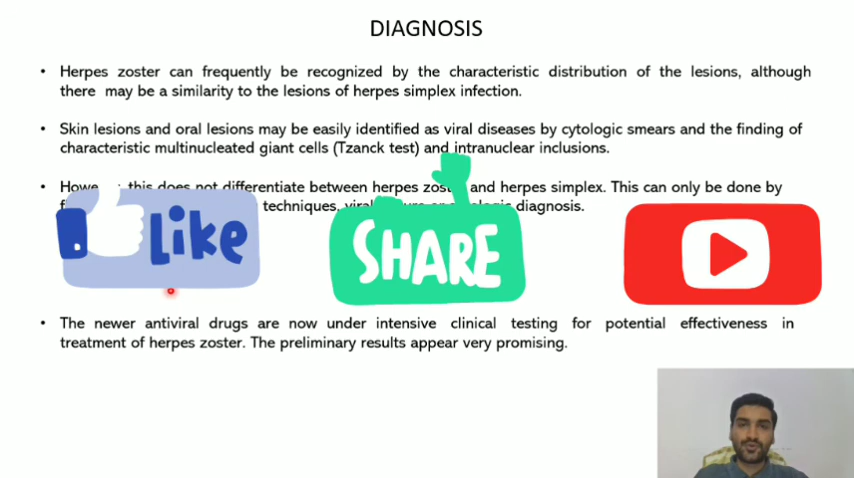 DIAGNOSIS
• Herpes zoster can frequently be recognized by the characteristic distribution of the lesions, although
there may be a similarity to the lesions of herpes simplex infection.
• Skin lesions and oral lesions may be easily identified as viral diseases by cytologic smears and the finding of
characteristic multinucleated giant cells (Tzanck test) and intranuclear inclusions.
• this does not differentiate between herpes and herpes simplex. This can only be done by
techniques, diagnosis.
Like
SHARE
• The newer antiviral drugs are now under intensive clinical testing for potential effectiveness in
treatment of herpes zoster. The preliminary results appear very promising.